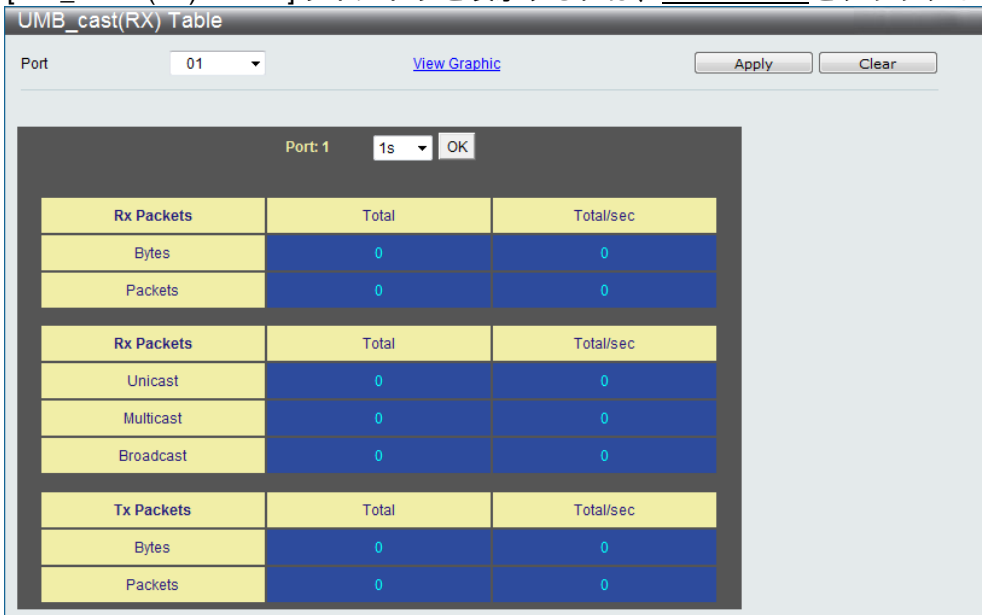 UMB_cast(RX) Table
Port 01 View Graphic Apply Clear
Port: 1 1s OK
Rx Packets Total Total/sec
Bytes 0 0
Packets 0 0
Rx Packets Total Total/sec
Unicast 0 0
Multicast 0 0
Broadcast 0 0
Tx Packets Total Total/sec
Bytes 0 0
Packets 0 0